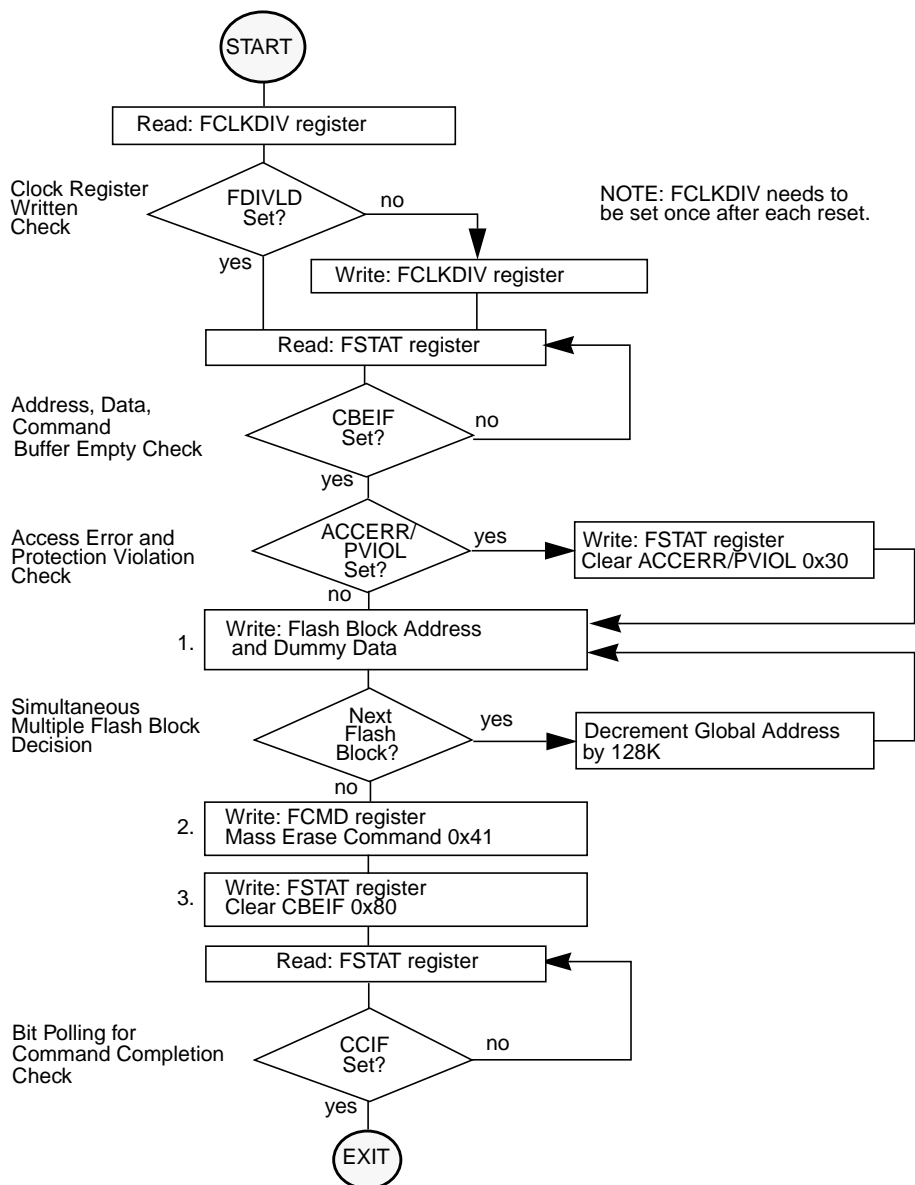 START
Read: FCLKDIV register
Clock Register
Written
Check
FDIVLD
Set?
no
NOTE: FCLKDIV needs to
be set once after each reset.
yes
Write: FCLKDIV register
Read: FSTAT register
Address, Data,
Command
Buffer Empty Check
CBEIF
Set?
no
yes
Access Error and
Protection Violation
Check
ACCERR/
PVIOL
Set?
yes
Write: FSTAT register
Clear ACCERR/PVIOL 0x30
no
1.
Write: Flash Block Address
and Dummy Data
Simultaneous
Multiple Flash Block
Decision
Next
Flash
Block?
yes
Decrement Global Address
by 128K
no
2.
Write: FCMD register
Mass Erase Command 0x41
3.
Write: FSTAT register
Clear CBEIF 0x80
Read: FSTAT register
Bit Polling for
Command Completion
Check
CCIF
Set?
no
yes
EXIT